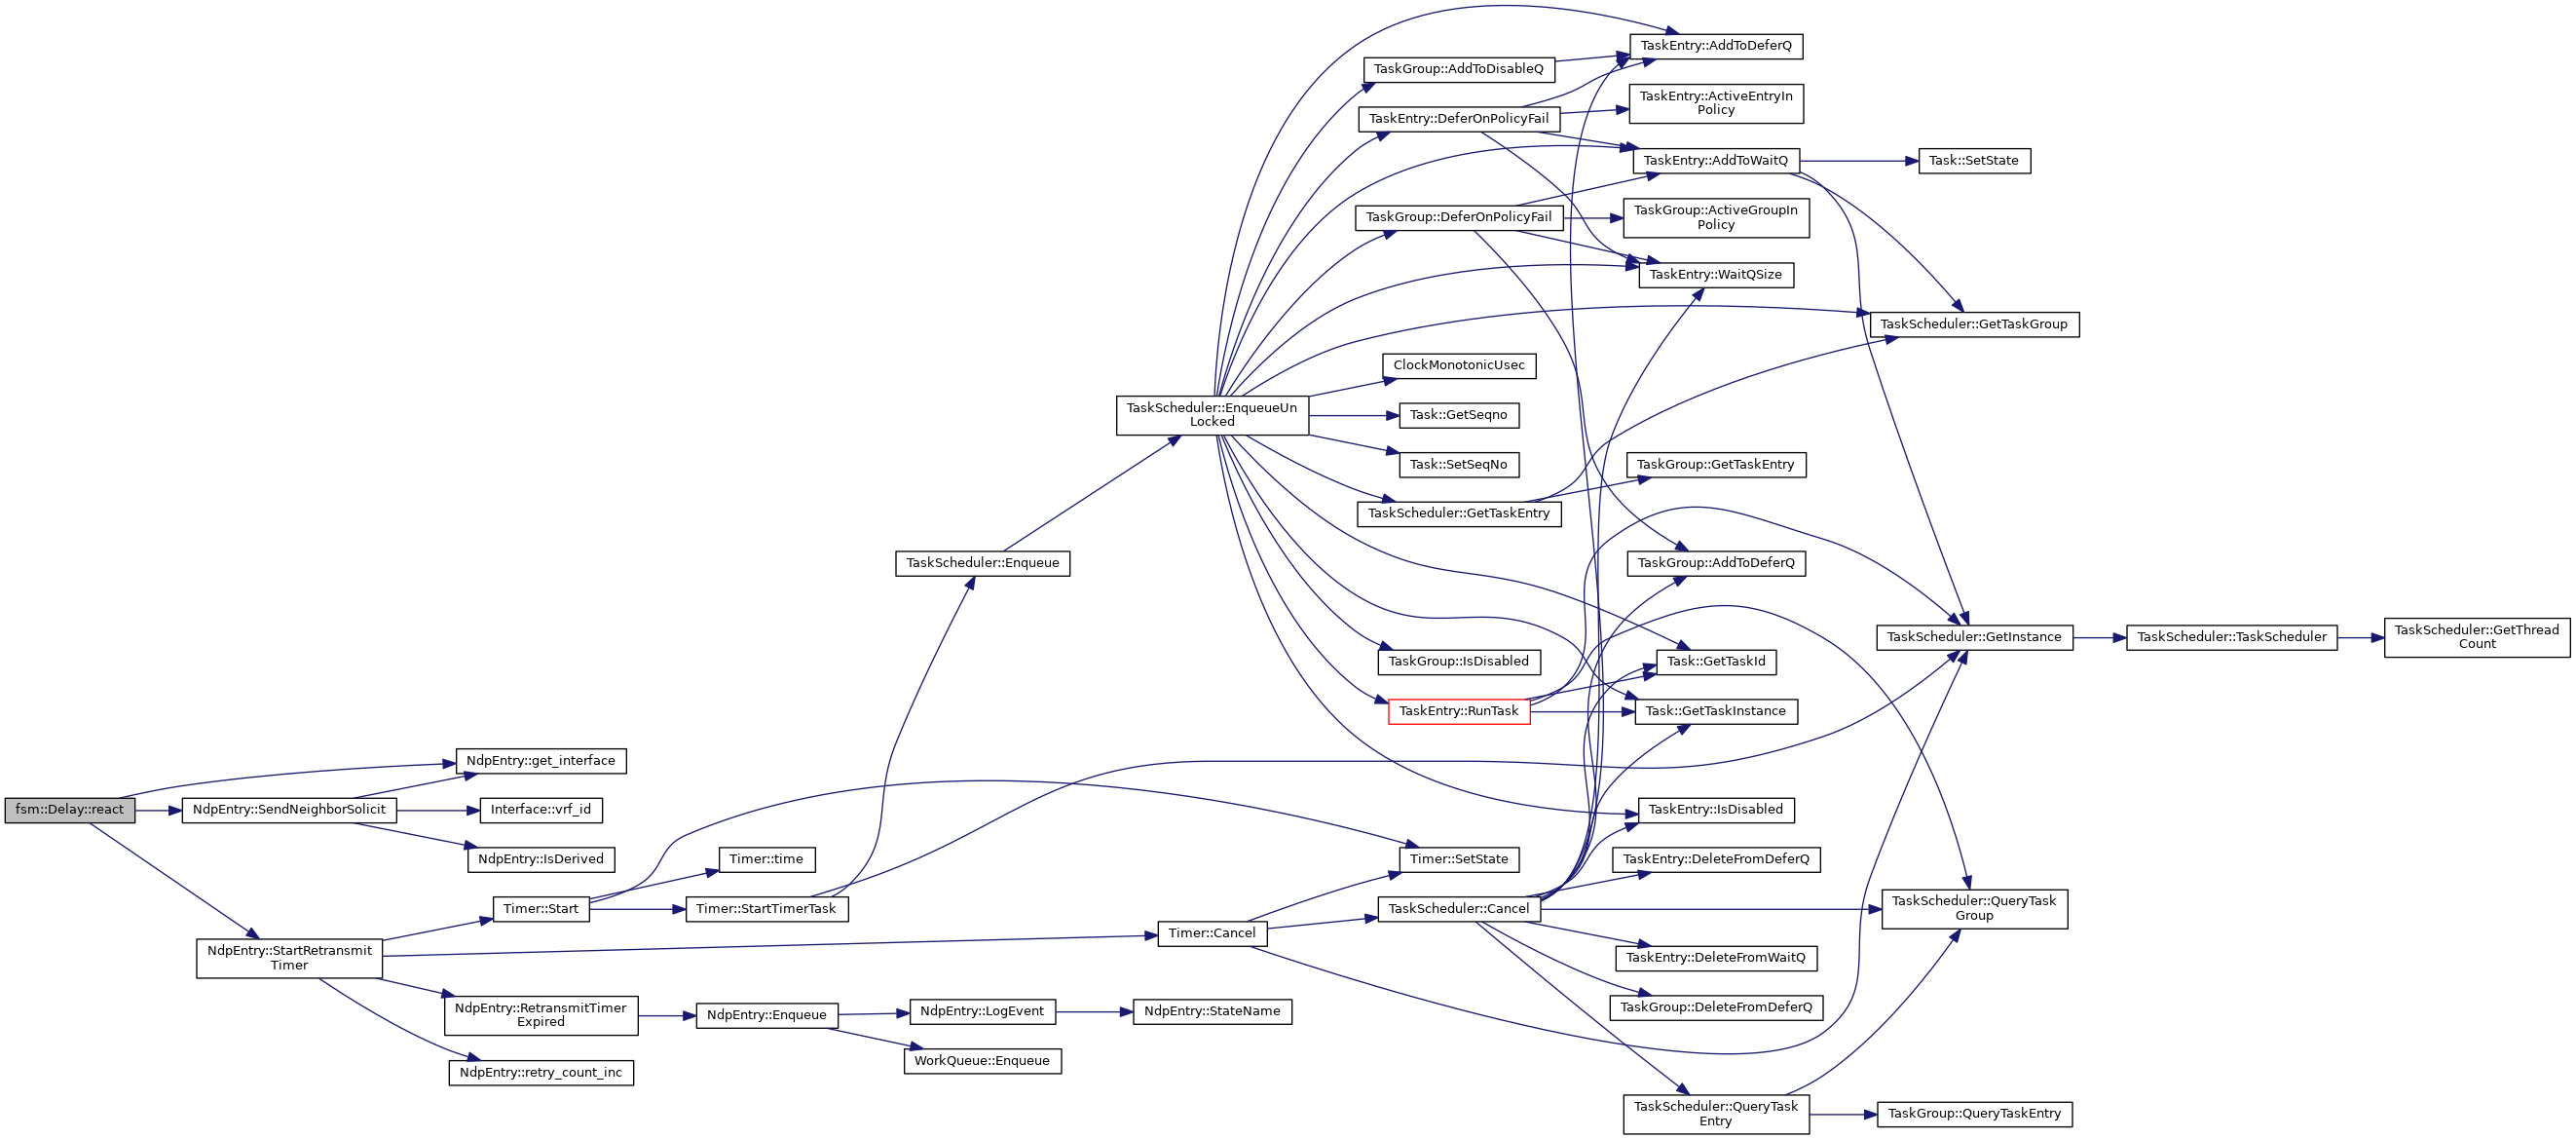 TaskEntry::AddToDeferQ
TaskGroup::AddToDisableQ
TaskEntry::ActiveEntryIn
Policy
TaskEntry::DeferOnPolicyFail
TaskEntry::AddToWaitQ
Task::SetState
TaskGroup::DeferOnPolicyFail
TaskGroup::ActiveGroupIn
Policy
TaskEntry::WaitQSize
TaskScheduler::GetTaskGroup
ClockMonotonicUsec
TaskScheduler::EnqueueUn
Locked
Task::GetSeqno
Task::SetSeqNo
TaskGroup::GetTaskEntry
TaskScheduler::GetTaskEntry
TaskScheduler::Enqueue
TaskGroup::AddToDeferQ
TaskScheduler::GetInstance
TaskScheduler::TaskScheduler
TaskScheduler::GetThread
Count
TaskGroup::IsDisabled
Task::GetTaskId
TaskEntry::RunTask
Task::GetTaskInstance
NdpEntry::get_interface
fsm::Delay::react
NdpEntry::SendNeighborSolicit
Interface::vrf_id
TaskEntry::IsDisabled
NdpEntry::IsDerived
Timer::time
Timer::SetState
TaskEntry::DeleteFromDeferQ
Timer::Start
Timer::StartTimerTask
TaskScheduler::Cancel
TaskScheduler::QueryTask
Group
Timer::Cancel
NdpEntry::StartRetransmit
Timer
TaskEntry::DeleteFromWaitQ
NdpEntry::RetransmitTimer
Expired
NdpEntry::Enqueue
NdpEntry::LogEvent
NdpEntry::StateName
TaskGroup::DeleteFromDeferQ
WorkQueue::Enqueue
NdpEntry::retry_count_inc
TaskScheduler::QueryTask
Entry
TaskGroup::QueryTaskEntry